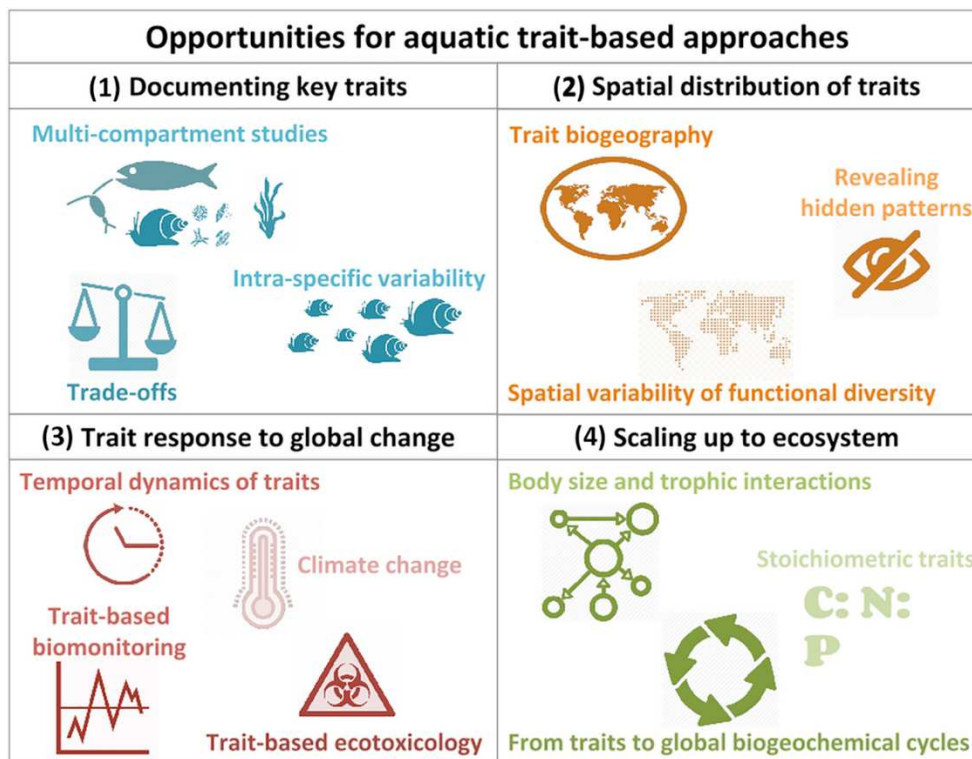 Opportunities for aquatic trait-based approaches
(1) Documenting key traits
Multi-compartment studies
Intra-specific variability
Trade-offs
(2) Spatial distribution of traits
Trait biogeography
Revealing
hidden patterns
Spatial variability of functional diversity
(3) Trait response to global change
Temporal dynamics of traits
Climate change
Trait-based
biomonitoring
Trait-based ecotoxicology
(4) Scaling up to ecosystem
Body size and trophic interactions
Stoichiometric traits
C: N:
P
From traits to global biogeochemical cycles